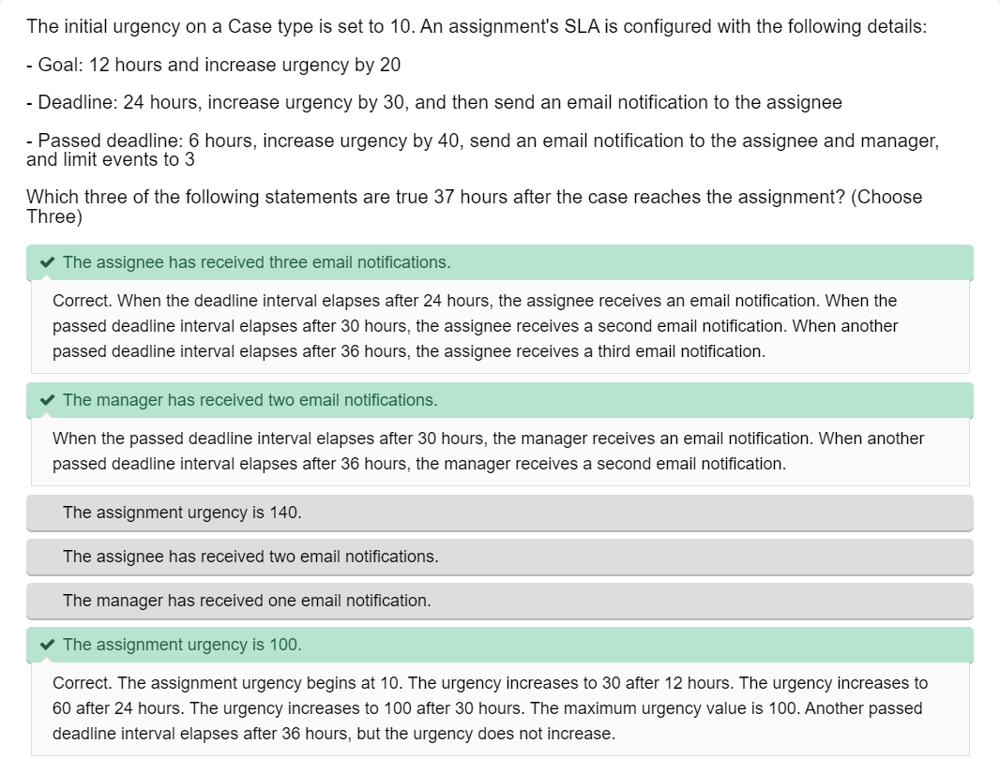 The initial urgency on a Case type is set to 10. An assignment's SLA is configured with the following details:
- Goal: 12 hours and increase urgency by 20
- Deadline: 24 hours, increase urgency by 30, and then send an email notification to the assignee
- Passed deadline: 6 hours, increase urgency by 40, send an email notification to the assignee and manager,
and limit events to 3
Which three of the following statements are true 37 hours after the case reaches the assignment? (Choose
Three)
✔ The assignee has received three email notifications.
Correct. When the deadline interval elapses after 24 hours, the assignee receives an email notification. When the
passed deadline interval elapses after 30 hours, the assignee receives a second email notification. When another
passed deadline interval elapses after 36 hours, the assignee receives a third email notification.
✔ The manager has received two email notifications.
When the passed deadline interval elapses after 30 hours, the manager receives an email notification. When another
passed deadline interval elapses after 36 hours, the manager receives a second email notification.
The assignment urgency is 140.
The assignee has received two email notifications.
The manager has received one email notification.
✔ The assignment urgency is 100.
Correct. The assignment urgency begins at 10. The urgency increases to 30 after 12 hours. The urgency increases to
60 after 24 hours. The urgency increases to 100 after 30 hours. The maximum urgency value is 100. Another passed
deadline interval elapses after 36 hours, but the urgency does not increase.